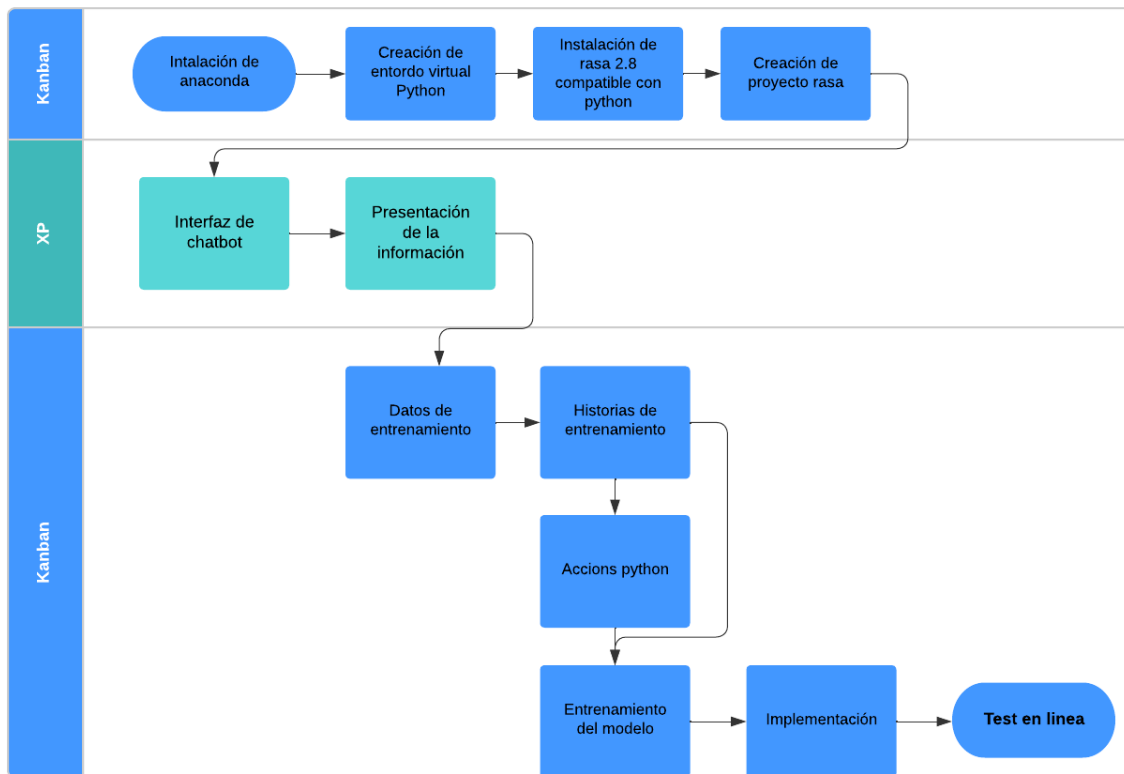 Kanban
Intalación de
anaconda
Creación de
entordo virtual
Python
Instalación de
rasa 2.8
compatible con
python
Creación de
proyecto rasa
XP
Interfaz de
chatbot
Presentación
de la
información
Kanban
Datos de
entrenamiento
Historias de
entrenamiento
Accions python
Entrenamiento
del modelo
Implementación
Test en linea